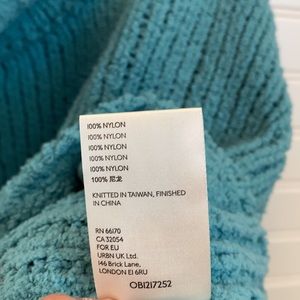 100% NYLON
100% NYLON
100% NYLON
100% NYLON
100% NYLON
100% 尼龙
KNITTED IN TAIWAN, FINISHED
IN CHINA
RN 66170
CA 32054
FOR EU
URBN UK Ltd.
146 Brick Lane,
LONDON E1 6RU
OB1217252